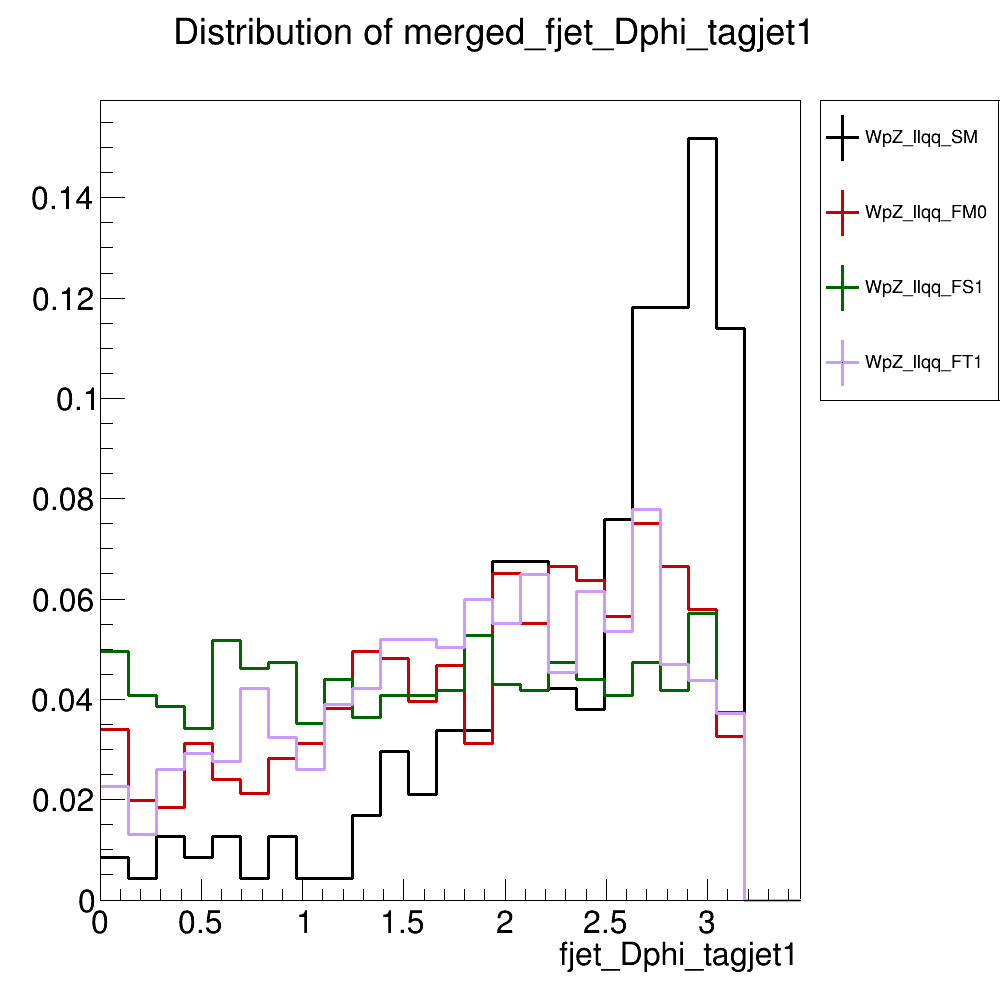 Distribution of merged_fjet_Dphi_tagjet1
WpZ_llqq_SM
WpZ_llqq_FM0
WpZ_llqq_FS1
WpZ_llqq_FT1
0.14
0.12
0.1
0.08
0.06
0.04
0.02
0
0 0.5 1 1.5 2 2.5 3
fjet_Dphi_tagjet1